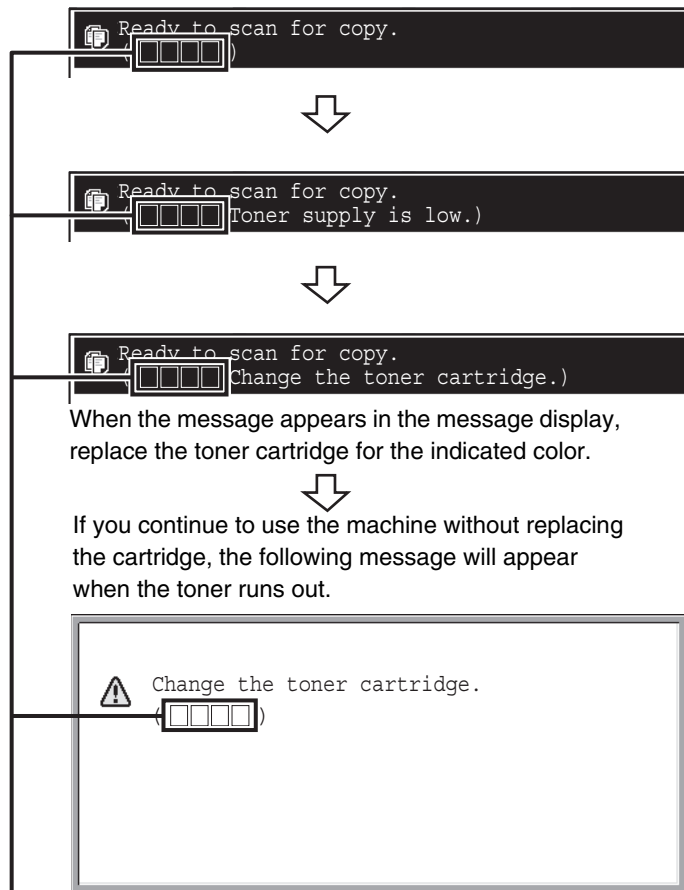 Ready to scan for copy.
(□□□□)
Ready to scan for copy.
(□□□□Toner supply is low.)
Ready to scan for copy.
(□□□□Change the toner cartridge.)
When the message appears in the message display,
replace the toner cartridge for the indicated color.
If you continue to use the machine without replacing
the cartridge, the following message will appear
when the toner runs out.
Change the toner cartridge.
(□□□□)